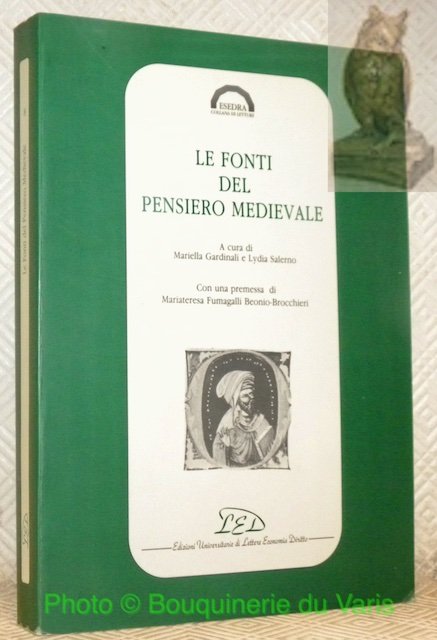 ESEDRA
COLLANA DI LETTURE
LE FONTI
DEL
PENSIERO MEDIEVALE
A cura di
Mariella Gardinali e Lydia Salerno
Con una premessa di
Mariateresa Fumagalli Beonio-Brocchieri
LED
Edizioni Universitarie di Lettere Economia Diritto
Le Fonti del Pensiero Medievale
LED
Photo © Bouquinerie du Varis